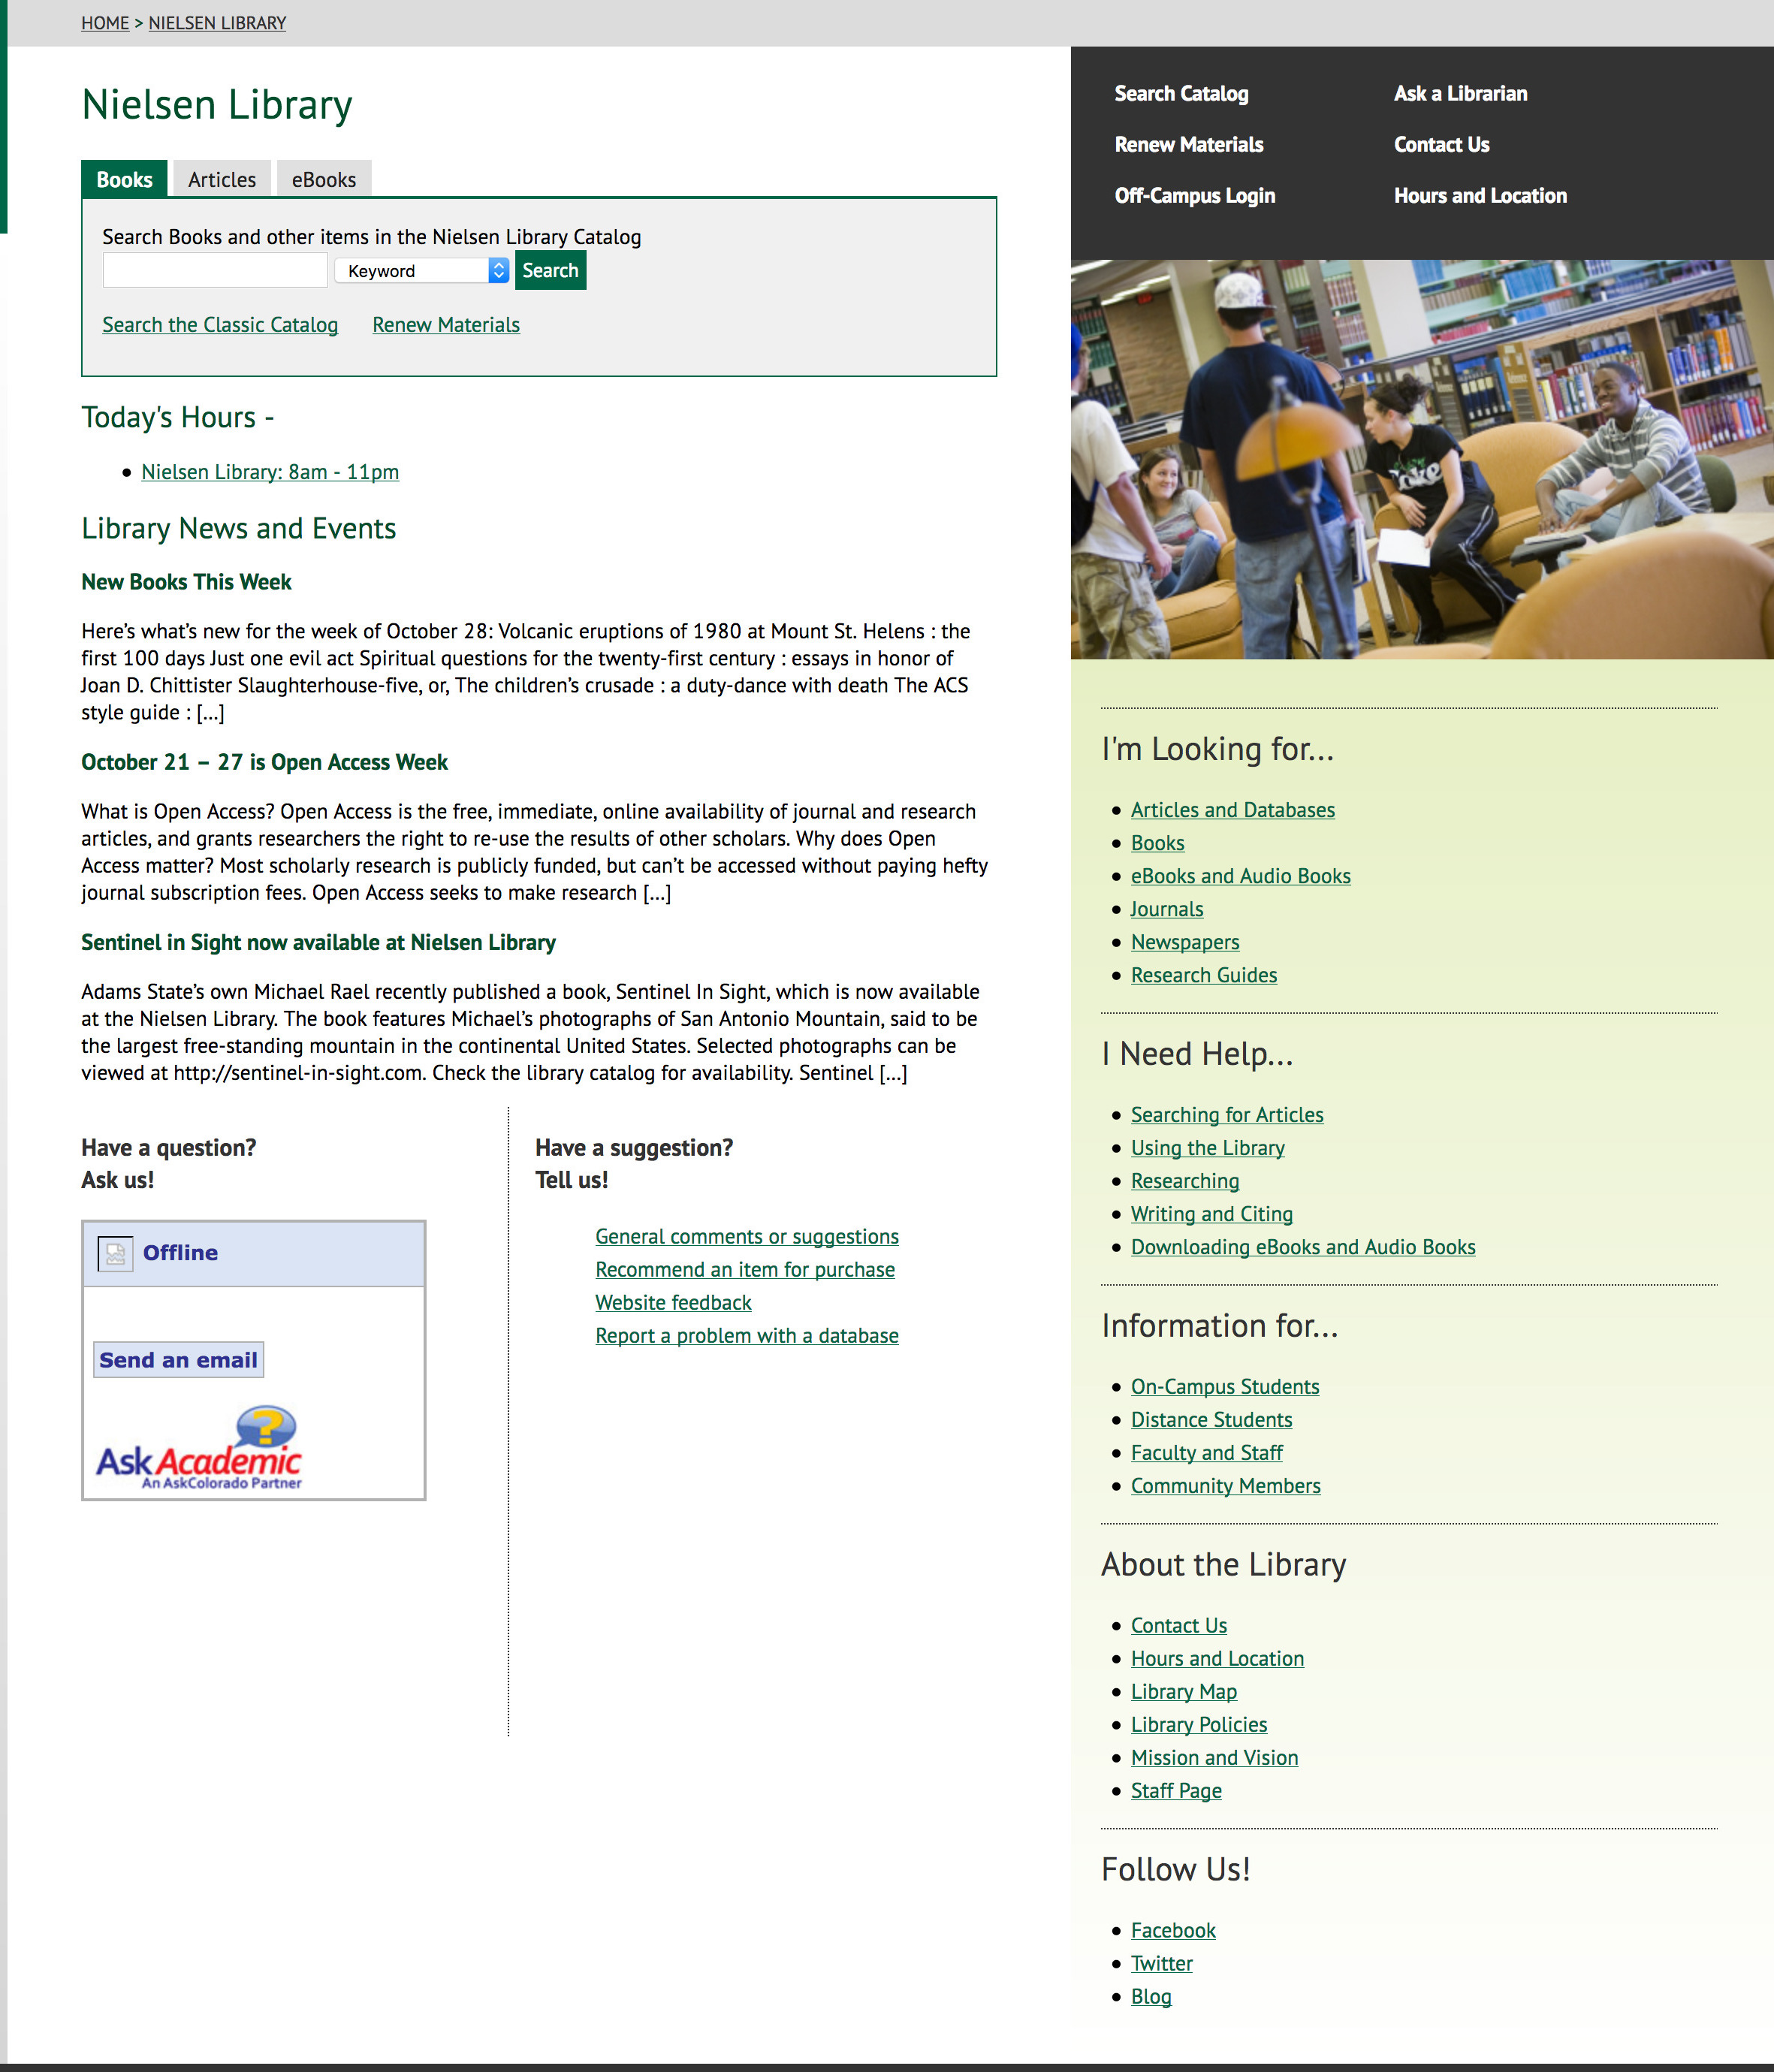 HOME > NIELSEN LIBRARY
Nielsen Library
Books
Articles
eBooks
Search Books and other items in the Nielsen Library Catalog
Keyword
Search
Search the Classic Catalog
Renew Materials
Today's Hours -
Nielsen Library: 8am - 11pm
Library News and Events
New Books This Week
Here’s what’s new for the week of October 28: Volcanic eruptions of 1980 at Mount St. Helens : the
first 100 days Just one evil act Spiritual questions for the twenty-first century : essays in honor of
Joan D. Chittister Slaughterhouse-five, or, The children’s crusade : a duty-dance with death The ACS
style guide : [...]
October 21 – 27 is Open Access Week
What is Open Access? Open Access is the free, immediate, online availability of journal and research
articles, and grants researchers the right to re-use the results of other scholars. Why does Open
Access matter? Most scholarly research is publicly funded, but can’t be accessed without paying hefty
journal subscription fees. Open Access seeks to make research [...]
Sentinel in Sight now available at Nielsen Library
Adams State’s own Michael Rael recently published a book, Sentinel In Sight, which is now available
at the Nielsen Library. The book features Michael’s photographs of San Antonio Mountain, said to be
the largest free-standing mountain in the continental United States. Selected photographs can be
viewed at http://sentinel-in-sight.com. Check the library catalog for availability. Sentinel [...]
Have a question?
Ask us!
Offline
Send an email
?
AskAcademic
An AskColorado Partner
Have a suggestion?
Tell us!
General comments or suggestions
Recommend an item for purchase
Website feedback
Report a problem with a database
Search Catalog
Ask a Librarian
Renew Materials
Contact Us
Off-Campus Login
Hours and Location
I'm Looking for...
Articles and Databases
Books
eBooks and Audio Books
Journals
Newspapers
Research Guides
I Need Help...
Searching for Articles
Using the Library
Researching
Writing and Citing
Downloading eBooks and Audio Books
Information for...
On-Campus Students
Distance Students
Faculty and Staff
Community Members
About the Library
Contact Us
Hours and Location
Library Map
Library Policies
Mission and Vision
Staff Page
Follow Us!
Facebook
Twitter
Blog